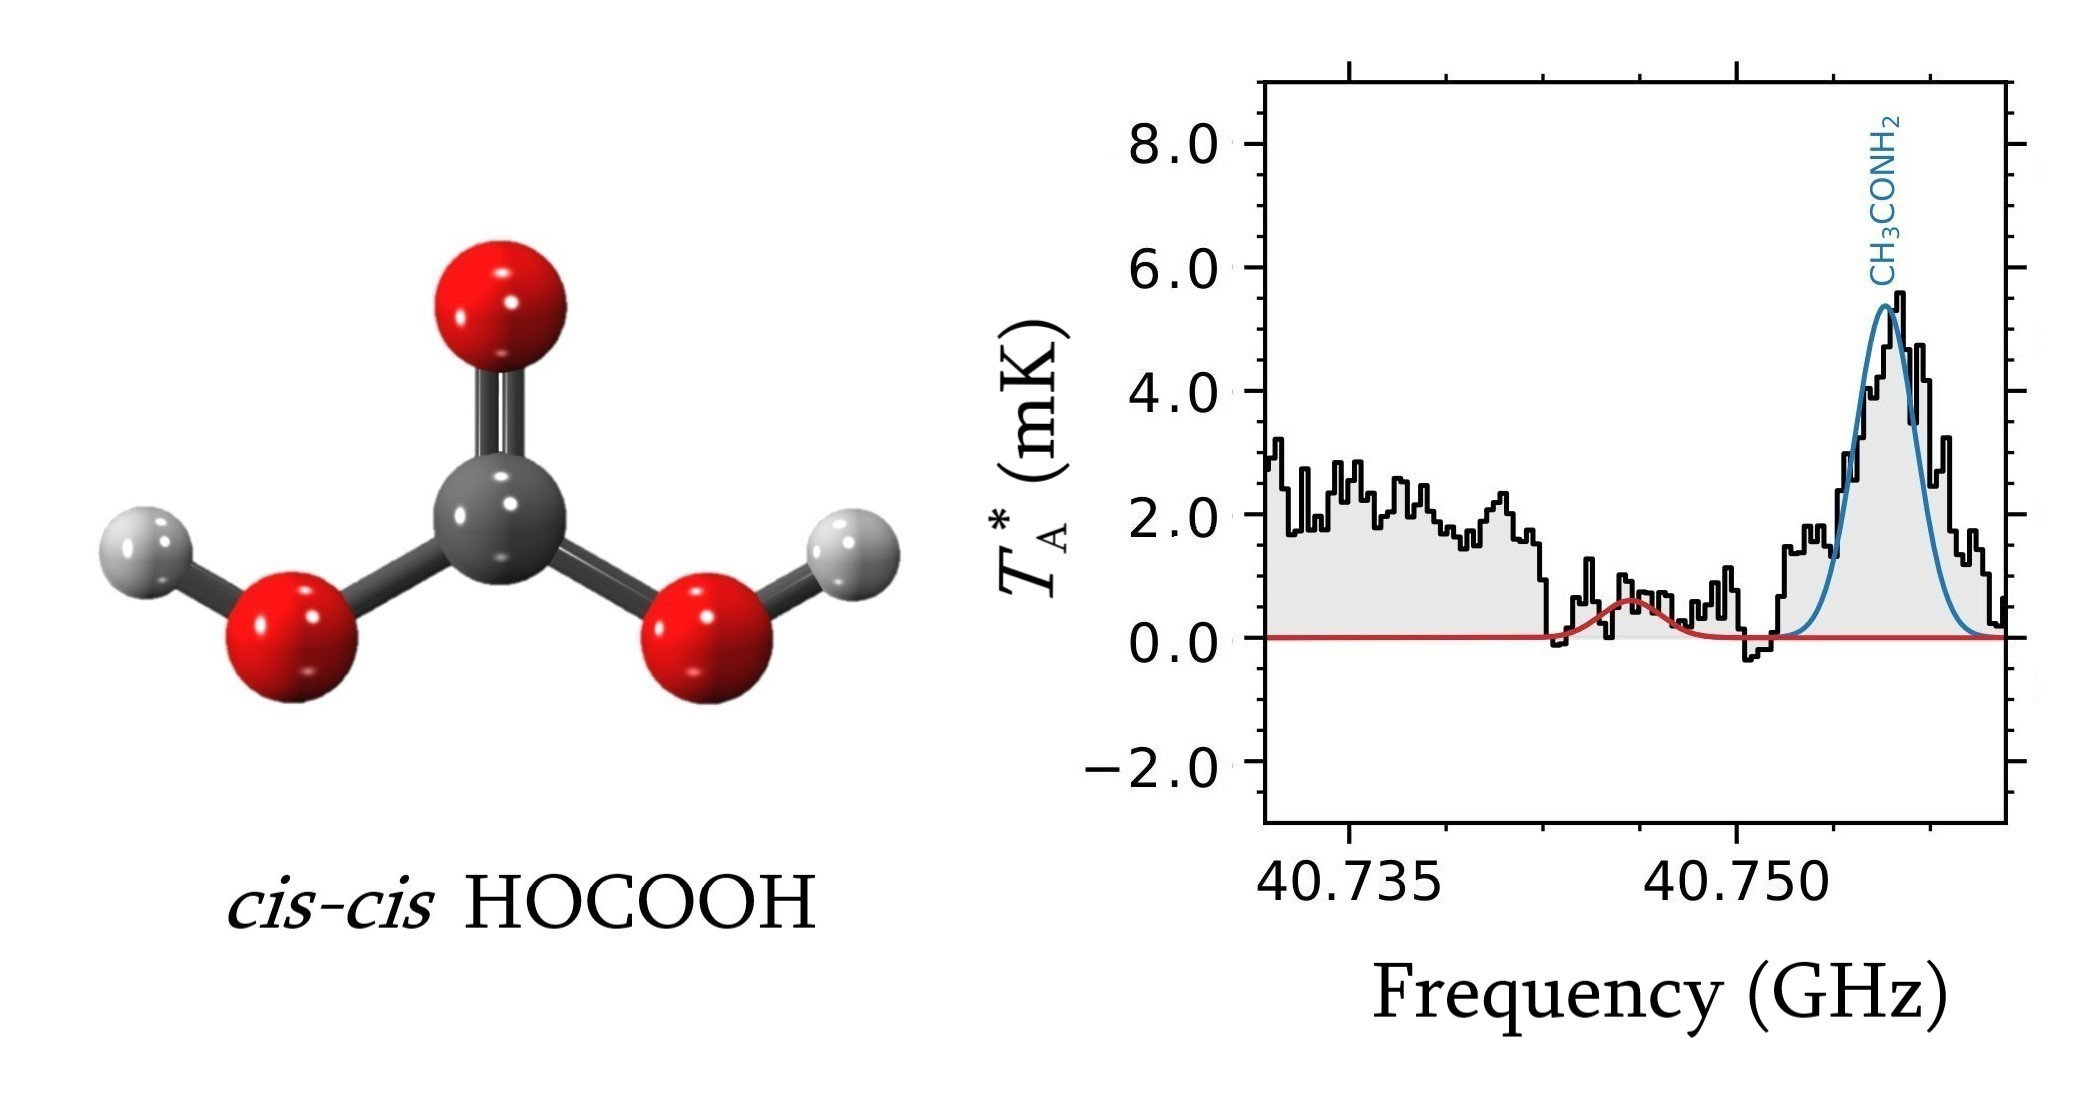 cis-cis HOCOOH
T*A (mK)
8.0
6.0
4.0
2.0
0.0
−2.0
CH3CONH2
40.735 40.750
Frequency (GHz)